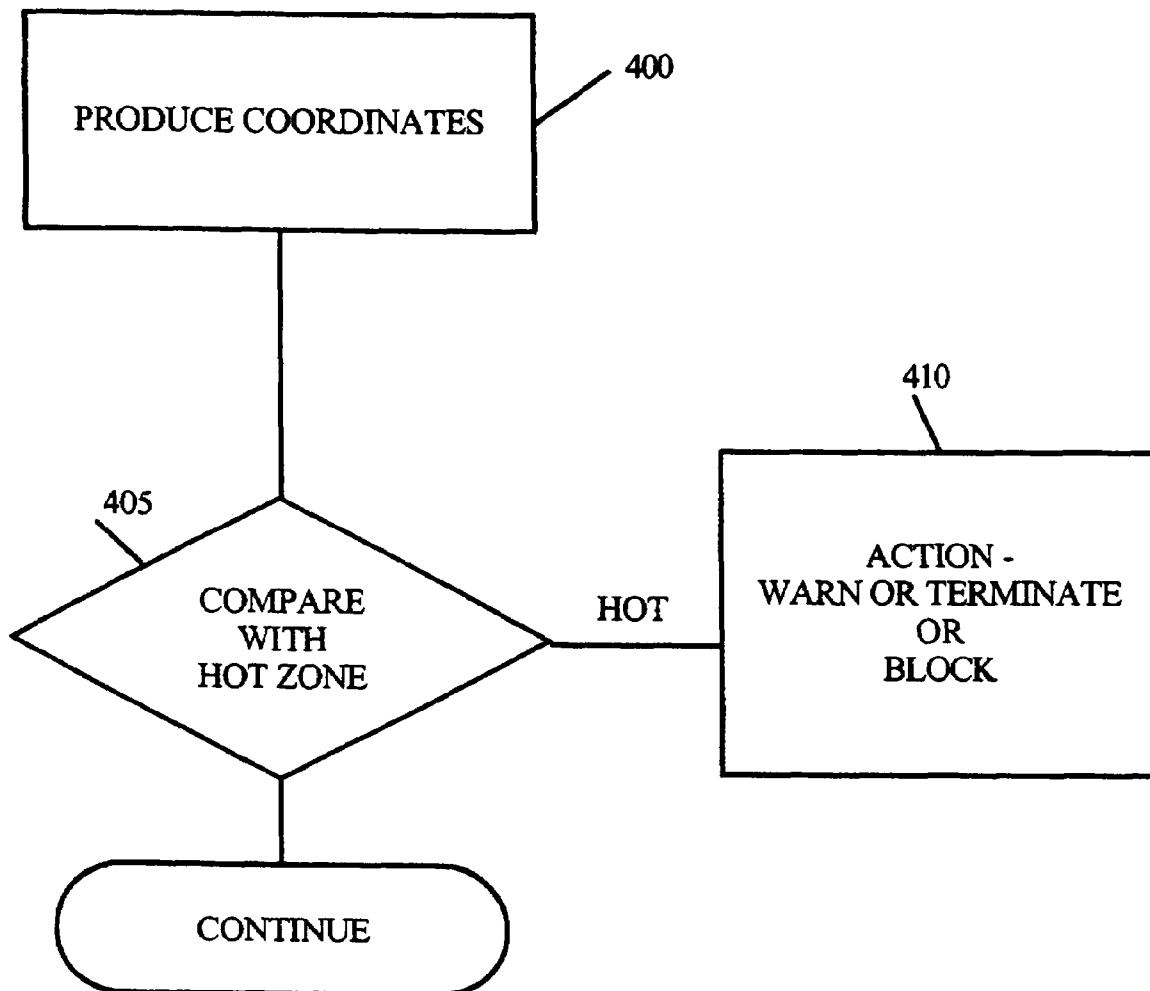 400
PRODUCE COORDINATES
410
405
ACTION -
WARN OR TERMINATE
OR
BLOCK
COMPARE
WITH
HOT ZONE
HOT
CONTINUE